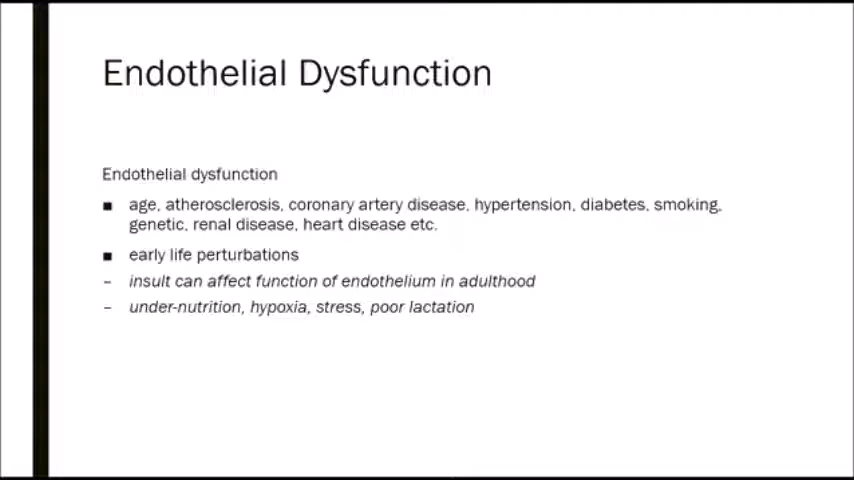 Endothelial Dysfunction
Endothelial dysfunction
■ age, atherosclerosis, coronary artery disease, hypertension, diabetes, smoking,
genetic, renal disease, heart disease etc.
■ early life perturbations
– insult can affect function of endothelium in adulthood
– under-nutrition, hypoxia, stress, poor lactation